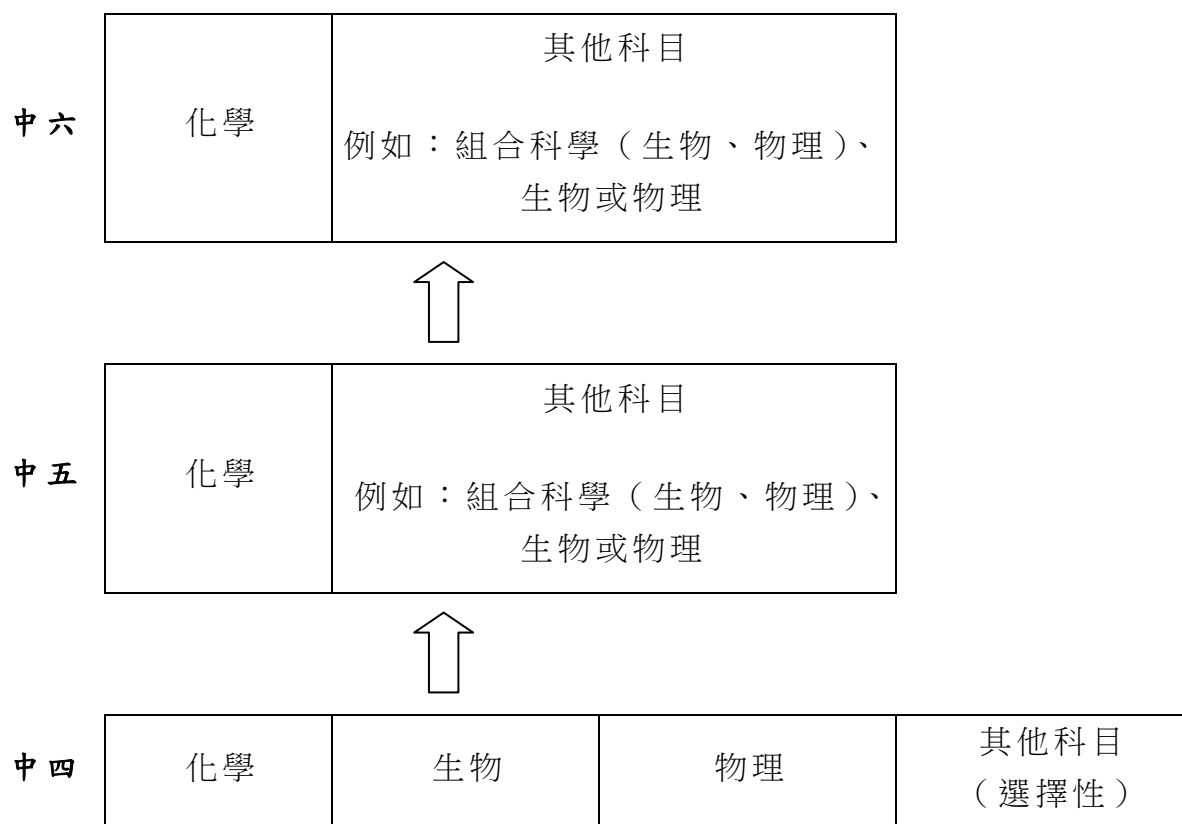 中六
化學
其他科目
例如：組合科學（生物、物理）、
生物或物理
中五
化學
其他科目
例如：組合科學（生物、物理）、
生物或物理
中四
化學
生物
物理
其他科目
（選擇性）